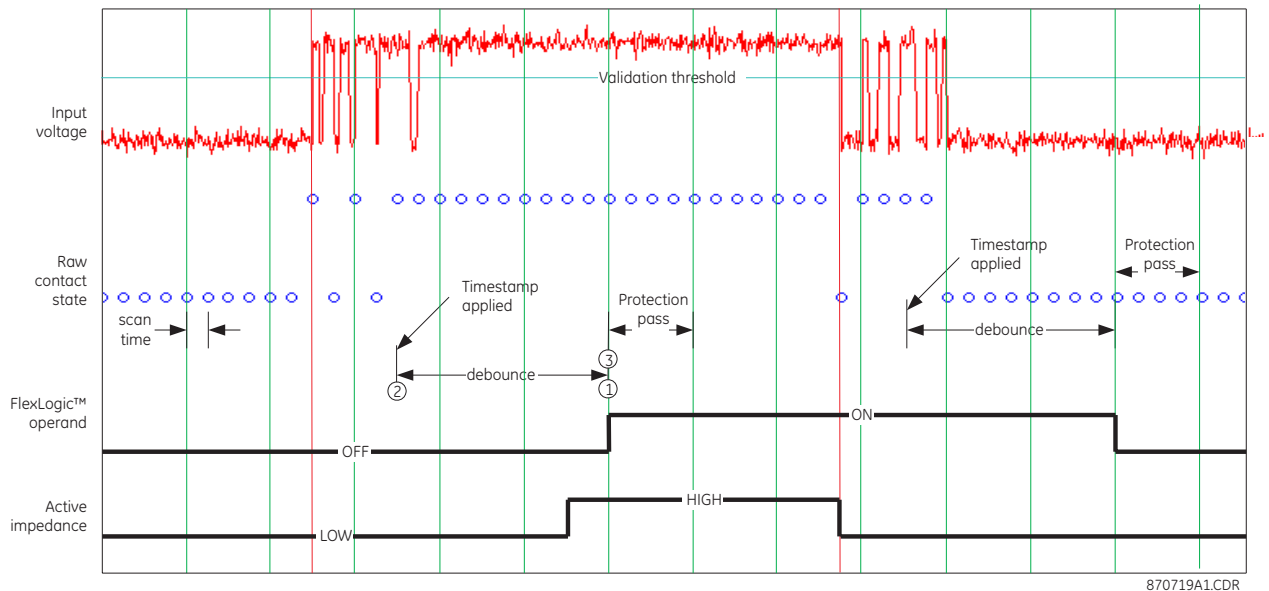 Validation threshold
Input
voltage
Raw
contact
state
scan
time
Timestamp
applied
Protection
pass
debounce
2
3
1
Timestamp
applied
Protection
pass
debounce
FlexLogic™
operand
OFF
ON
Active
impedance
LOW
HIGH
870719A1.CDR